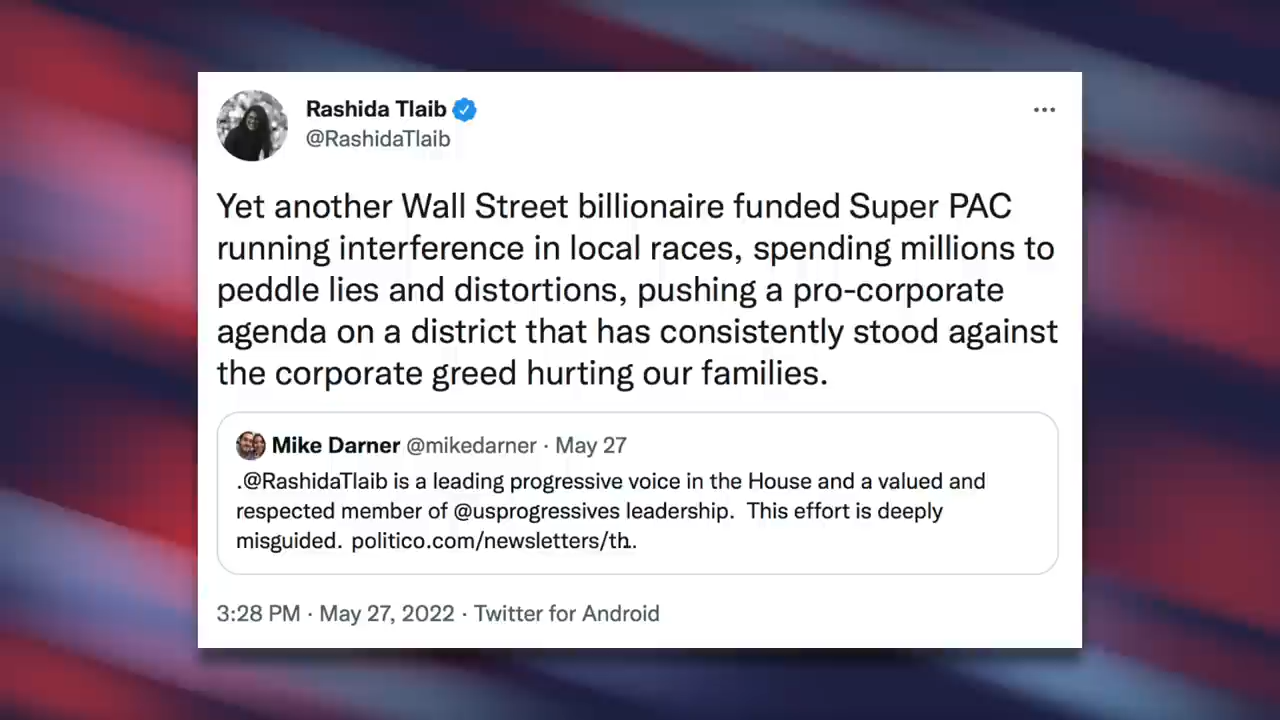 Rashida Tlaib
@RashidaTlaib
Yet another Wall Street billionaire funded Super PAC
running interference in local races, spending millions to
peddle lies and distortions, pushing a pro-corporate
agenda on a district that has consistently stood against
the corporate greed hurting our families.
Mike Darner @mikedarner · May 27
.@RashidaTlaib is a leading progressive voice in the House and a valued and
respected member of @usprogressives leadership.  This effort is deeply
misguided.  politico.com/newsletters/th..
3:28 PM · May 27, 2022 · Twitter for Android